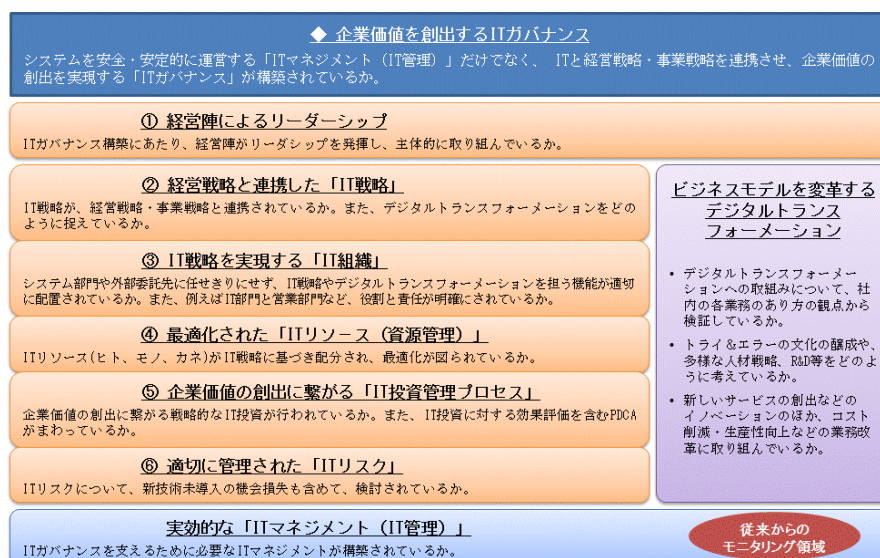 ◆ 企業価値を創出するITガバナンス
システムを安全・安定的に運営する「ITマネジメント（IT管理）」だけでなく、 ITと経営戦略・事業戦略を連携させ、企業価値の
創出を実現する「ITガバナンス」が構築されているか。
① 経営陣によるリーダーシップ
ITガバナンス構築にあたり、経営陣がリーダシップを発揮し、主体的に取り組んでいるか。
② 経営戦略と連携した「IT戦略」
IT戦略が、経営戦略・事業戦略と連携されているか。また、デジタルトランスフォーメーションをどの
ように捉えているか。
③ IT戦略を実現する「IT組織」
システム部門や外部委託先に任せきりにせず、IT戦略やデジタルトランスフォーメーションを担う機能が適切
に配置されているか。また、例えばIT部門と営業部門など、役割と責任が明確にされているか。
④ 最適化された「ITリソース（資源管理）」
ITリソース(ヒト、モノ、カネ)がIT戦略に基づき配分され、最適化が図られているか。
⑤ 企業価値の創出に繋がる「IT投資管理プロセス」
企業価値の創出に繋がる戦略的なIT投資が行われているか。また、IT投資に対する効果評価を含むPDCA
がまわっているか。
⑥ 適切に管理された「ITリスク」
ITリスクについて、新技術未導入の機会損失も含めて、検討されているか。
ビジネスモデルを変革する
デジタルトランス
フォーメーション
• デジタルトランスフォーメー
ションへの取組みについて、社
内の各業務のあり方の観点から
検証しているか。
• トライ＆エラーの文化の醸成や、
多様な人材戦略、R&D等をどのよ
うに考えているか。
• 新しいサービスの創出などの
イノベーションのほか、コスト
削減・生産性向上などの業務改
革に取り組んでいるか。
実効的な「ITマネジメント（IT管理）」
ITガバナンスを支えるために必要なITマネジメントが構築されているか。
従来からの
モニタリング領域